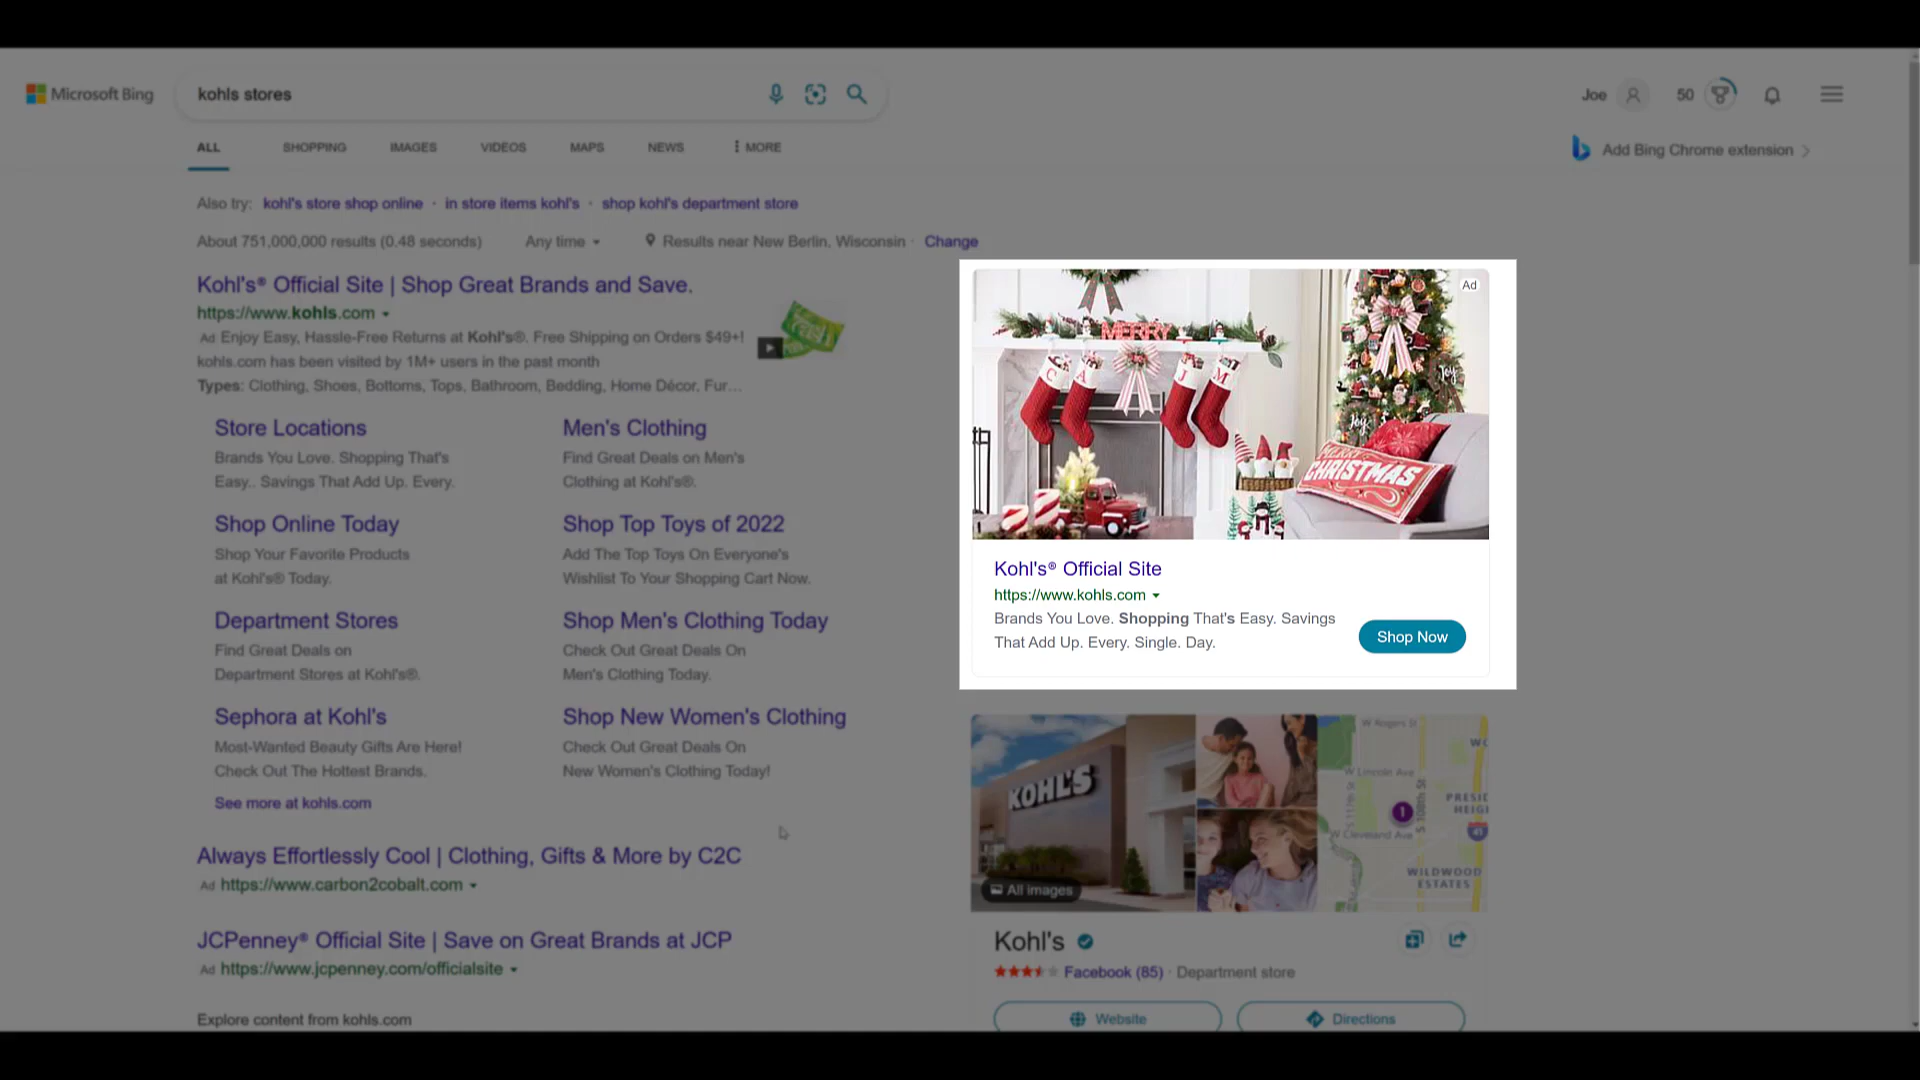 Microsoft Bing
kohls stores
Joe
50
ALL
SHOPPING
IMAGES
VIDEOS
MAPS
NEWS
MORE
Add Bing Chrome extension
Also try: kohl's store shop online · in store items kohl's · shop kohl's department store
About 751,000,000 results (0.48 seconds)
Any time
Results near New Berlin, Wisconsin · Change
Kohl's® Official Site | Shop Great Brands and Save.
https://www.kohls.com
Ad Enjoy Easy, Hassle-Free Returns at Kohl's®. Free Shipping on Orders $49+!
kohls.com has been visited by 1M+ users in the past month
Types: Clothing, Shoes, Bottoms, Tops, Bathroom, Bedding, Home Décor, Fur...
Cash
Store Locations
Brands You Love. Shopping That's
Easy.. Savings That Add Up. Every.
Men's Clothing
Find Great Deals on Men's
Clothing at Kohl's®.
Shop Online Today
Shop Your Favorite Products
at Kohl's® Today.
Shop Top Toys of 2022
Add The Top Toys On Everyone's
Wishlist To Your Shopping Cart Now.
Department Stores
Find Great Deals on
Department Stores at Kohl's®.
Shop Men's Clothing Today
Check Out Great Deals On
Men's Clothing Today.
Sephora at Kohl's
Most-Wanted Beauty Gifts Are Here!
Check Out The Hottest Brands.
Shop New Women's Clothing
Check Out Great Deals On
New Women's Clothing Today!
See more at kohls.com
Always Effortlessly Cool | Clothing, Gifts & More by C2C
Ad https://www.carbon2cobalt.com
JCPenney® Official Site | Save on Great Brands at JCP
Ad https://www.jcpenney.com/officialsite
Explore content from kohls.com
Ad
MERRY
C
A
J
M
Joy
Joy
MERRY
CHRISTMAS
Kohl's® Official Site
https://www.kohls.com
Brands You Love. Shopping That's Easy. Savings
That Add Up. Every. Single. Day.
Shop Now
KOHL'S
All images
W Rogers St
W Lincoln Ave
S 117th St
S 108th St
1
W Cleveland Ave
PRESID
HEIGH
41
WILDWOOD
ESTATES
Kohl's
Facebook (85) · Department store
Website
Directions